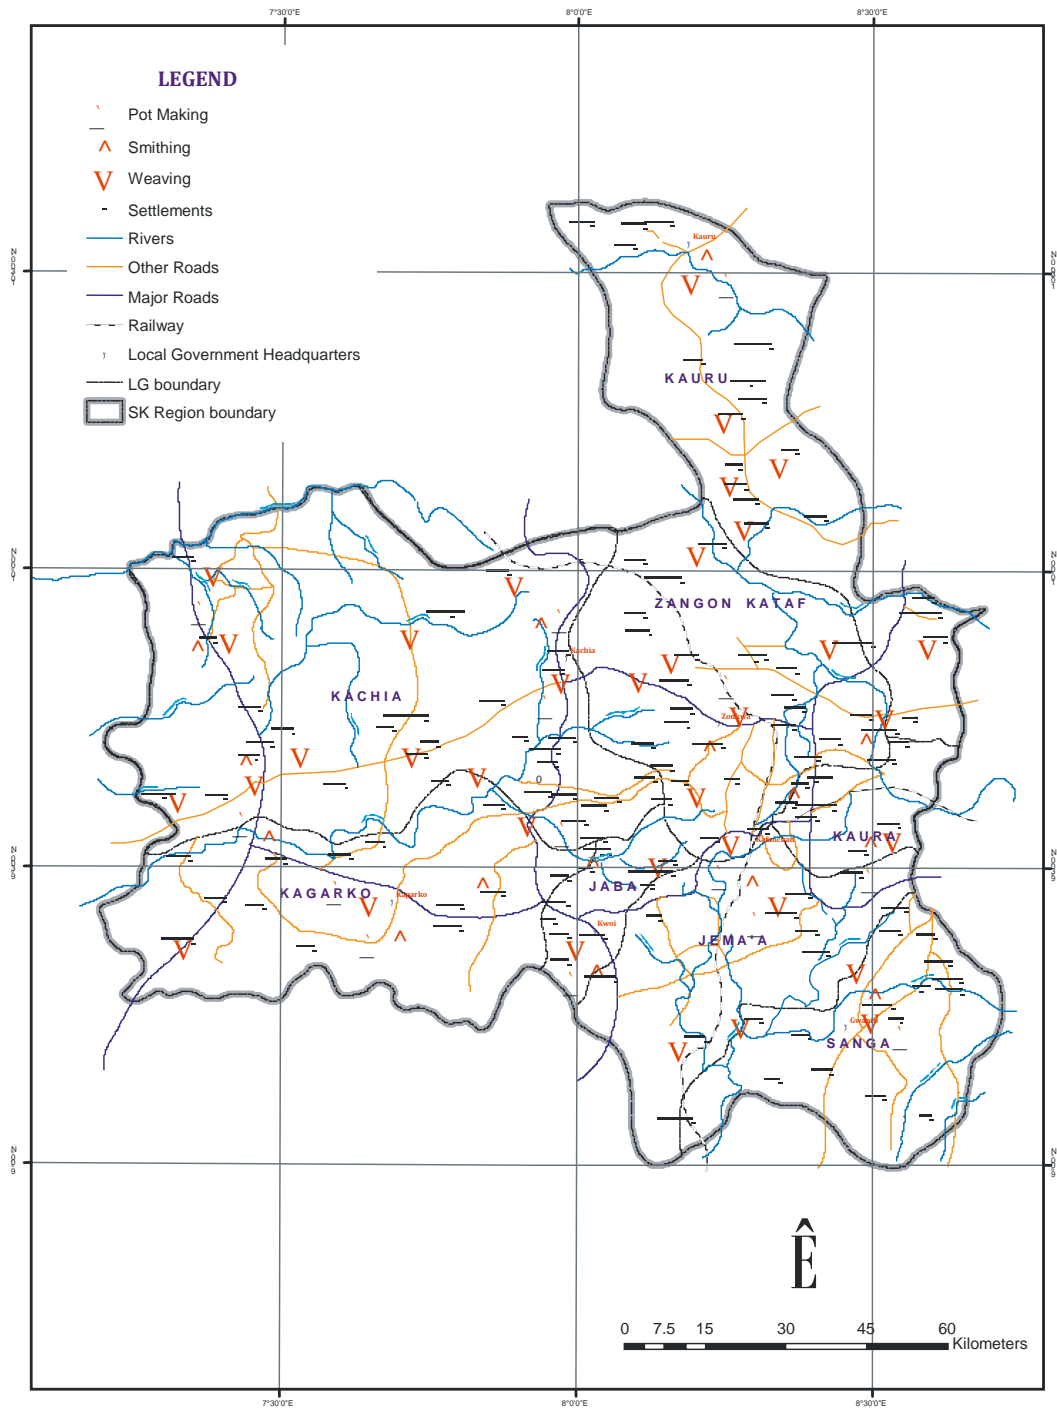 7°30'0"E 8°0'0"E 8°30'0"E
LEGEND
Pot Making
Smithing
Weaving
Settlements
Rivers
Other Roads
Major Roads
Railway
Local Government Headquarters
LG boundary
SK Region boundary
Kauru
KAURU
ZANGON KATAF
Kachia
KACHIA
Zonkwa
KAURA
Kafanchan
JABA
KAGARKO
Kagarko
Kwoi
JEMA'A
Gwantu
SANGA
Ê
0 7.5 15 30 45 60
Kilometers
7°30'0"E 8°0'0"E 8°30'0"E